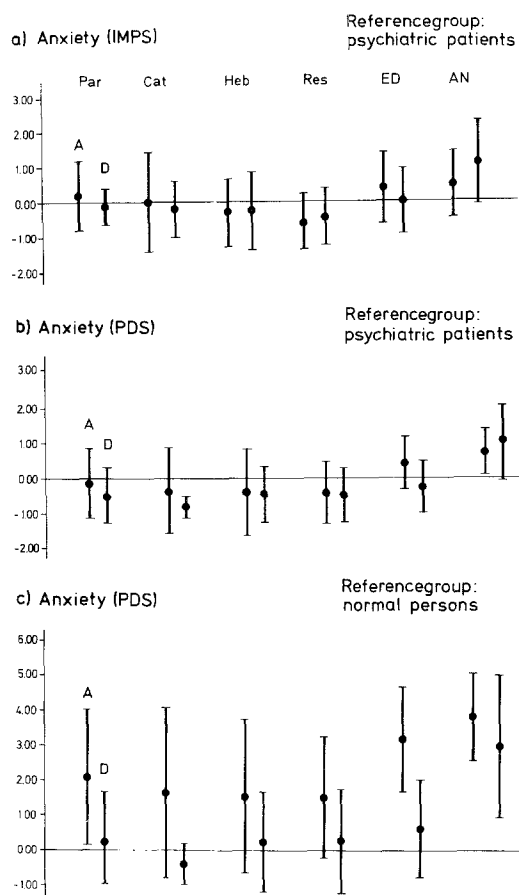 Referencegroup:
a) Anxiety (IMPS) psychiatric patients
Par Cat Heb Res ED AN
3.00
2.00
A
1.00
D
0.00
-1.00
-2.00
Referencegroup:
b) Anxiety (PDS)
psychiatric patients
3.00
2.00
A
1.00
D
0.00
-1.00
-2.00
Referencegroup:
c) Anxiety (PDS)
normal persons
6.00
5.00
A
4.00
3.00
D
2.00
1.00
0.00
-1.00